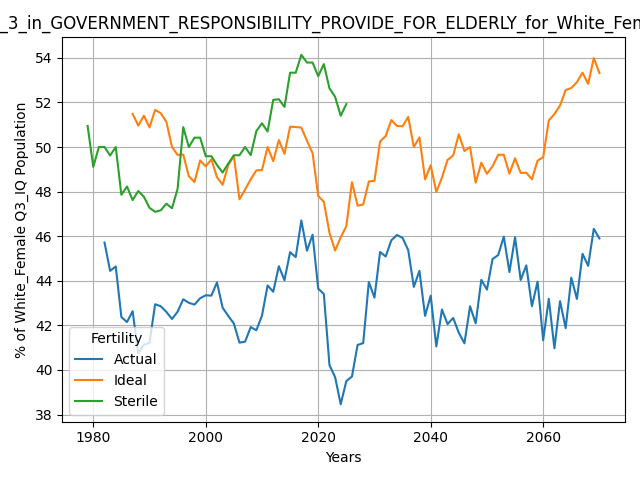 _3_in_GOVERNMENT_RESPONSIBILITY_PROVIDE_FOR_ELDERLY_for_White_Fem
% of White_Female Q3_IQ Population
54
52
50
48
46
44
42
40
38
Fertility
Actual
Ideal
Sterile
1980
2000
2020
2040
2060
Years